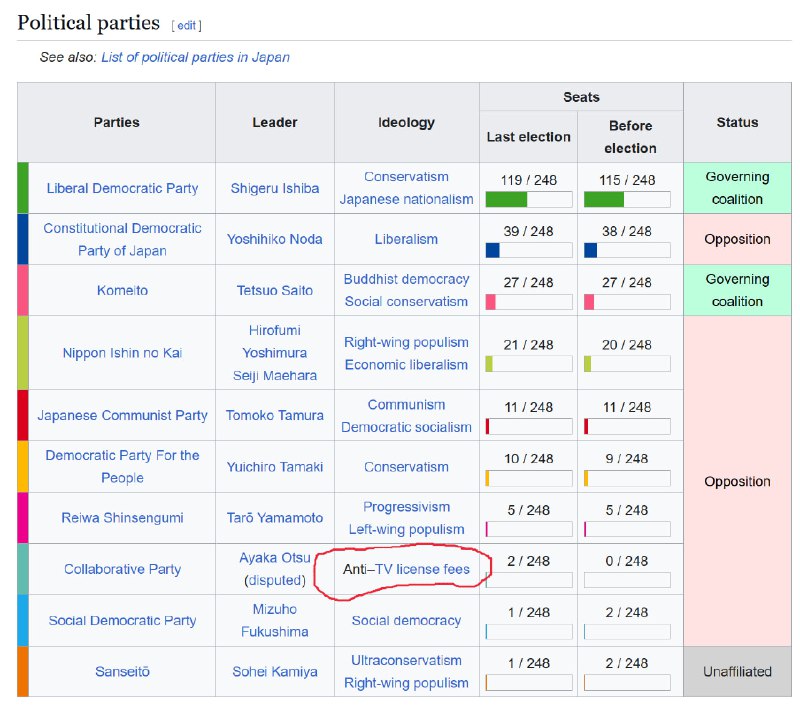 Political parties [ edit ]
See also: List of political parties in Japan
Parties Leader Ideology Seats Status
Last election Before
election
Liberal Democratic Party Shigeru Ishiba Conservatism
Japanese nationalism 119 / 248 115 / 248 Governing
coalition
Constitutional Democratic
Party of Japan Yoshihiko Noda Liberalism 39 / 248 38 / 248 Opposition
Komeito Tetsuo Saito Buddhist democracy
Social conservatism 27 / 248 27 / 248 Governing
coalition
Nippon Ishin no Kai Hirofumi
Yoshimura
Seiji Maehara Right-wing populism
Economic liberalism 21 / 248 20 / 248 Opposition
Japanese Communist Party Tomoko Tamura Communism
Democratic socialism 11 / 248 11 / 248
Democratic Party For the
People Yuichiro Tamaki Conservatism 10 / 248 9 / 248
Reiwa Shinsengumi Tarō Yamamoto Progressivism
Left-wing populism 5 / 248 5 / 248
Collaborative Party Ayaka Otsu
(disputed) Anti–TV license fees 2 / 248 0 / 248
Social Democratic Party Mizuho
Fukushima Social democracy 1 / 248 2 / 248
Sanseitō Sohei Kamiya Ultraconservatism
Right-wing populism 1 / 248 2 / 248 Unaffiliated